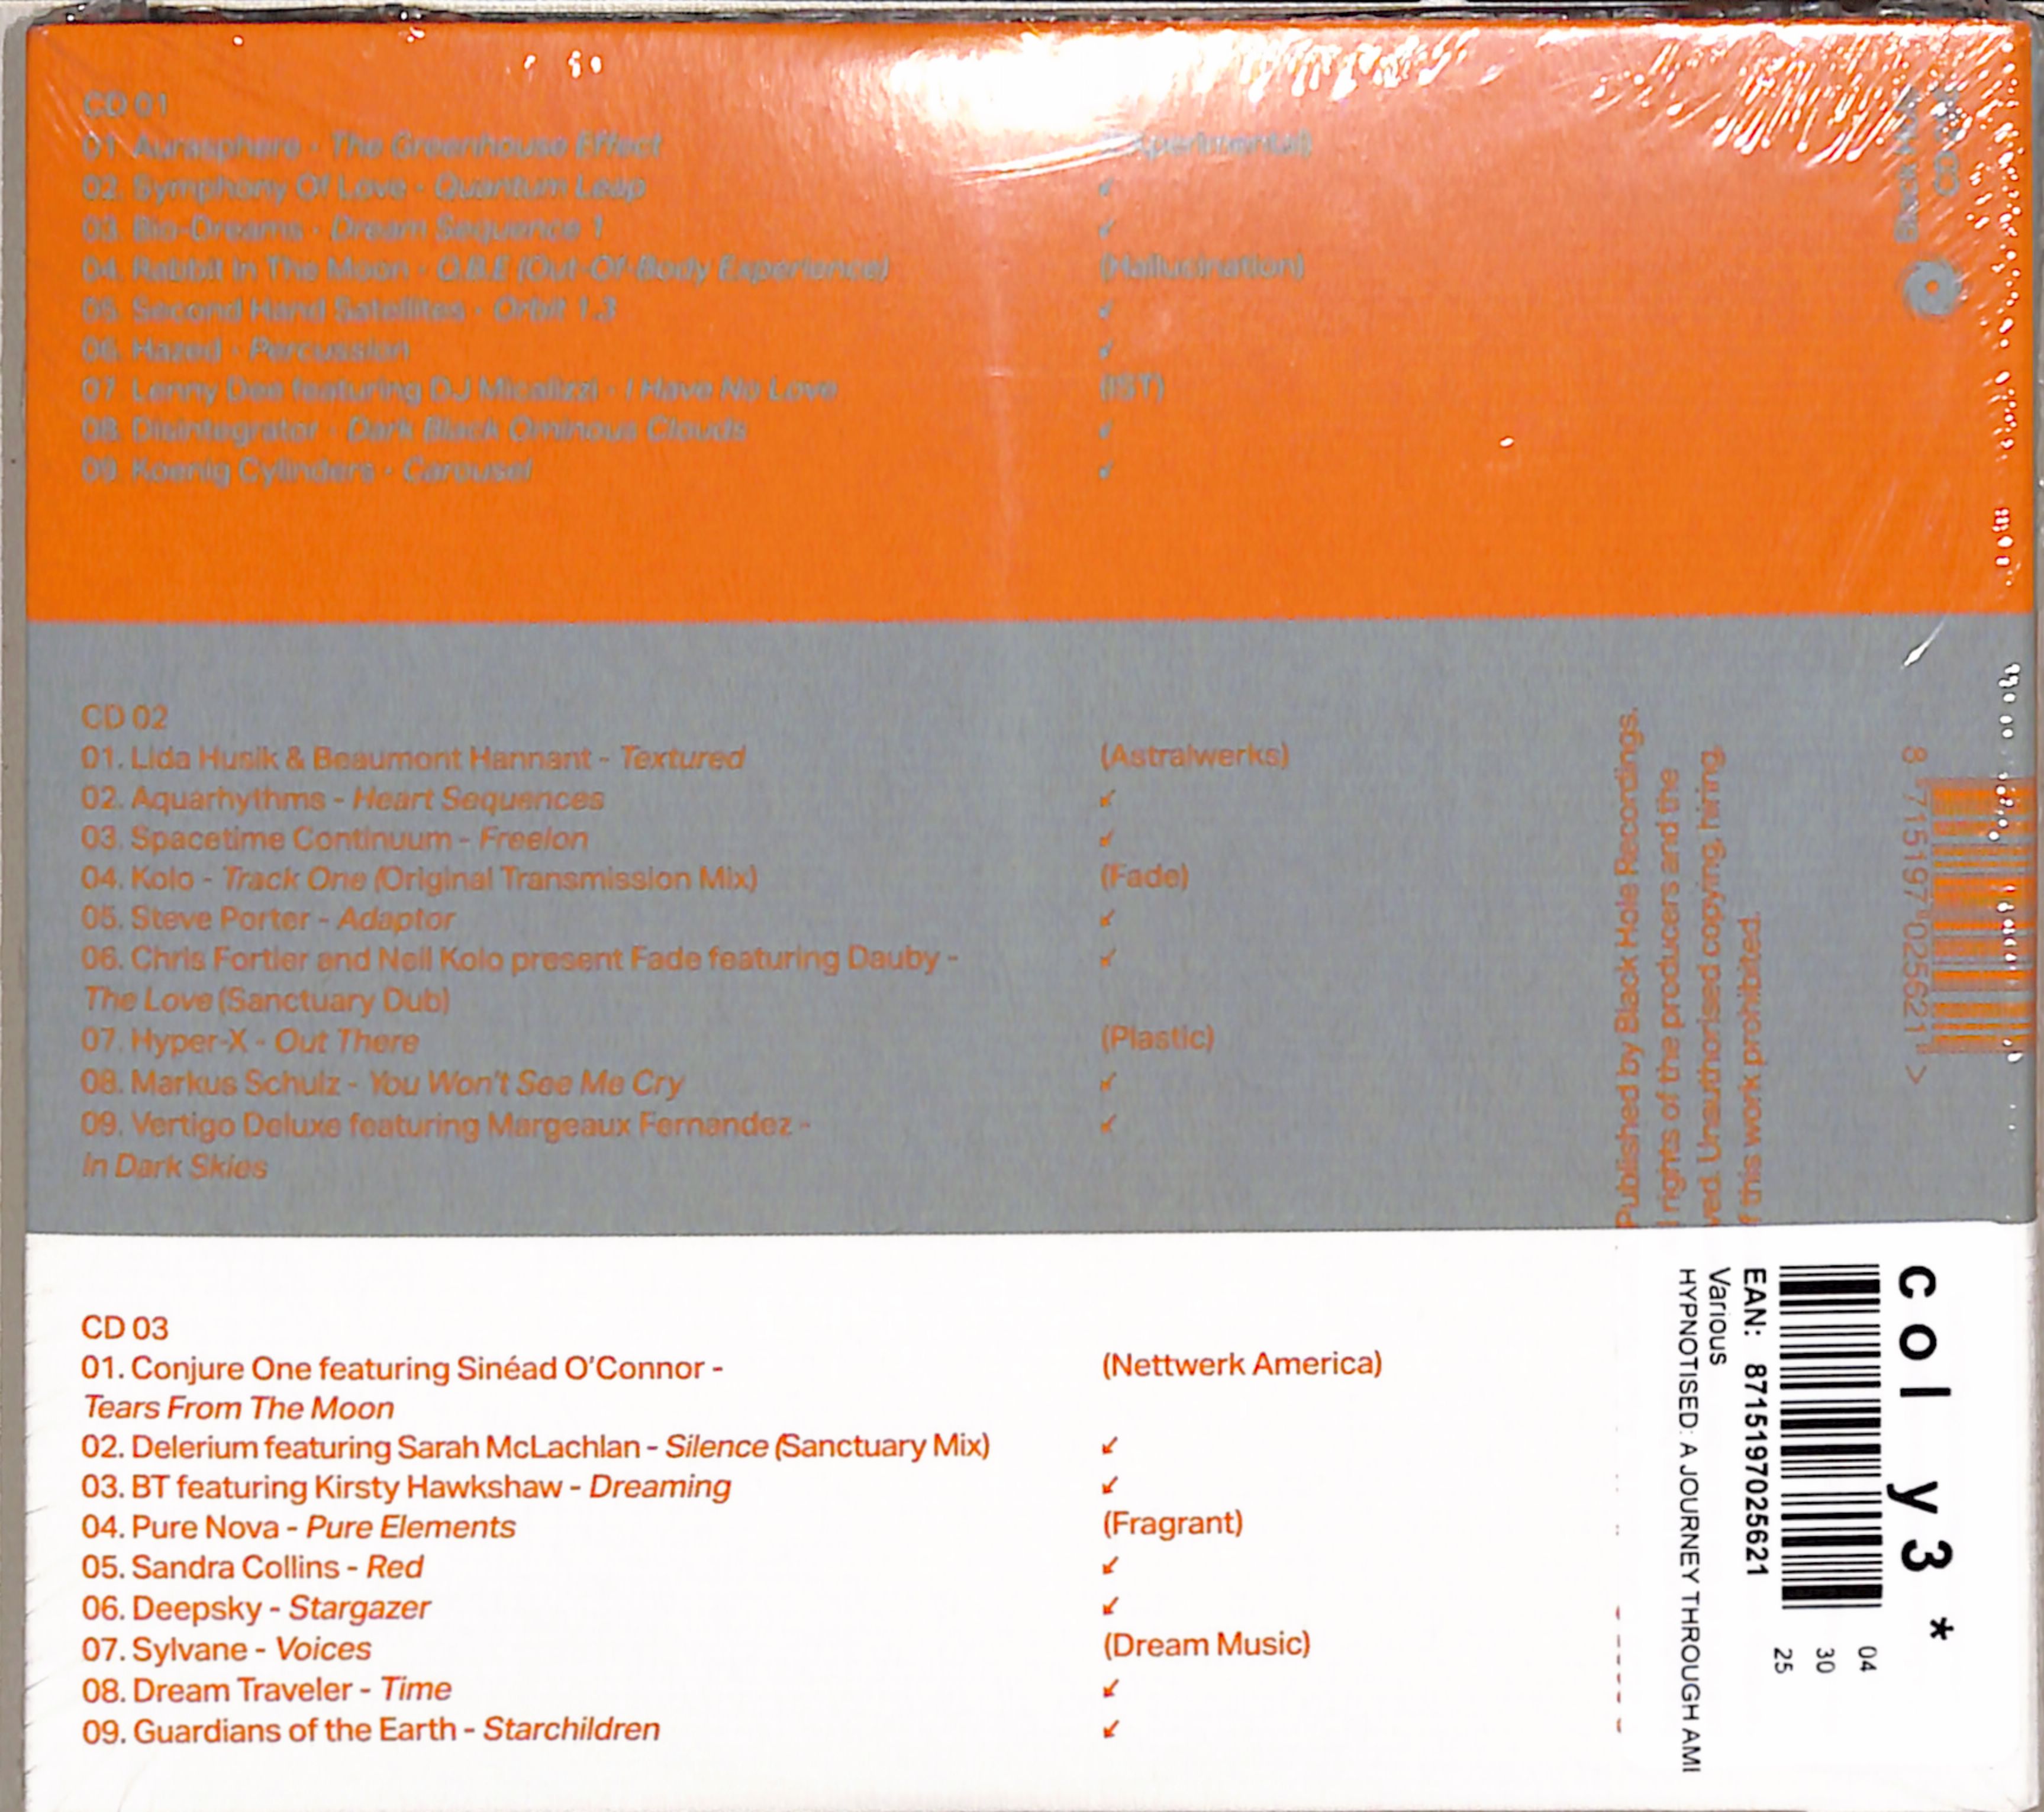 CD 01
01. Aurasphere - The Greenhouse Effect
02. Symphony Of Love - Quantum Leap
↙
03. Bio-Dreams - Dream Sequence 1
↙
04. Rabbit In The Moon - O.B.E (Out-Of-Body Experience)
(Hallucination)
05. Second Hand Satellites - Orbit 1.3
↙
06. Hazed - Percussion
↙
07. Lenny Dee featuring DJ Micalizzi - I Have No Love
(IST)
08. Disintegrator - Dark Black Ominous Clouds
↙
09. Koenig Cylinders - Carousel
↙
CD 02
01. Lida Husik & Beaumont Hannant - Textured
(Astralwerks)
02. Aquarhythms - Heart Sequences
↙
03. Spacetime Continuum - Freelon
↙
04. Kolo - Track One (Original Transmission Mix)
(Fade)
05. Steve Porter - Adaptor
↙
06. Chris Fortier and Neil Kolo present Fade featuring Dauby -
↙
The Love (Sanctuary Dub)
07. Hyper-X - Out There
(Plastic)
08. Markus Schulz - You Won't See Me Cry
↙
09. Vertigo Deluxe featuring Margeaux Fernandez -
↙
In Dark Skies
CD 03
01. Conjure One featuring Sinéad O'Connor -
(Nettwerk America)
Tears From The Moon
02. Delerium featuring Sarah McLachlan - Silence (Sanctuary Mix)
↙
03. BT featuring Kirsty Hawkshaw - Dreaming
↙
04. Pure Nova - Pure Elements
(Fragrant)
05. Sandra Collins - Red
↙
06. Deepsky - Stargazer
↙
07. Sylvane - Voices
(Dream Music)
08. Dream Traveler - Time
↙
09. Guardians of the Earth - Starchildren
↙
8 715197 025621 >
this work prohibited.
Unauthorised copying, hiring,
rights of the producers and the
Published by Black Hole Recordings.
col y3 *
04
30
25
EAN: 8715197025621
Various
HYPNOTISED: A JOURNEY THROUGH AMI